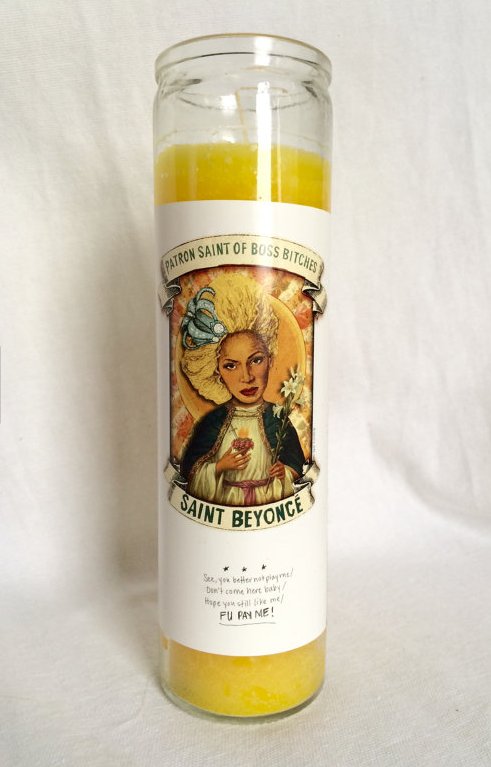 PATRON SAINT OF BOSS BITCHES
SAINT BEYONCÉ
See, you better not play me/
Don't come here baby/
Hope you still like me/
FU PAY ME!